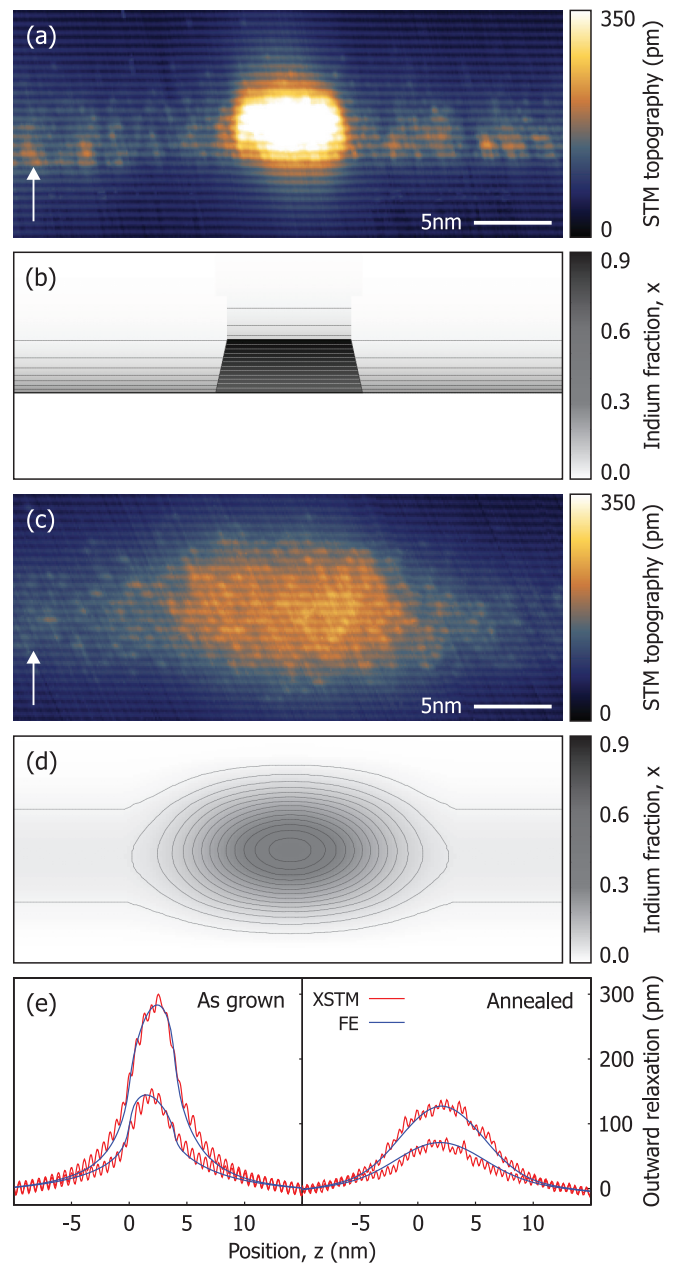 (a)
350
STM topography (pm)
0
5nm
(b)
0.9
0.6
0.3
0.0
Indium fraction, x
(c)
350
STM topography (pm)
0
5nm
(d)
0.9
0.6
0.3
0.0
Indium fraction, x
(e)
As grown
XSTM
FE
Annealed
300
200
100
0
Outward relaxation (pm)
-5 0 5 10 -5 0 5 10
Position, z (nm)